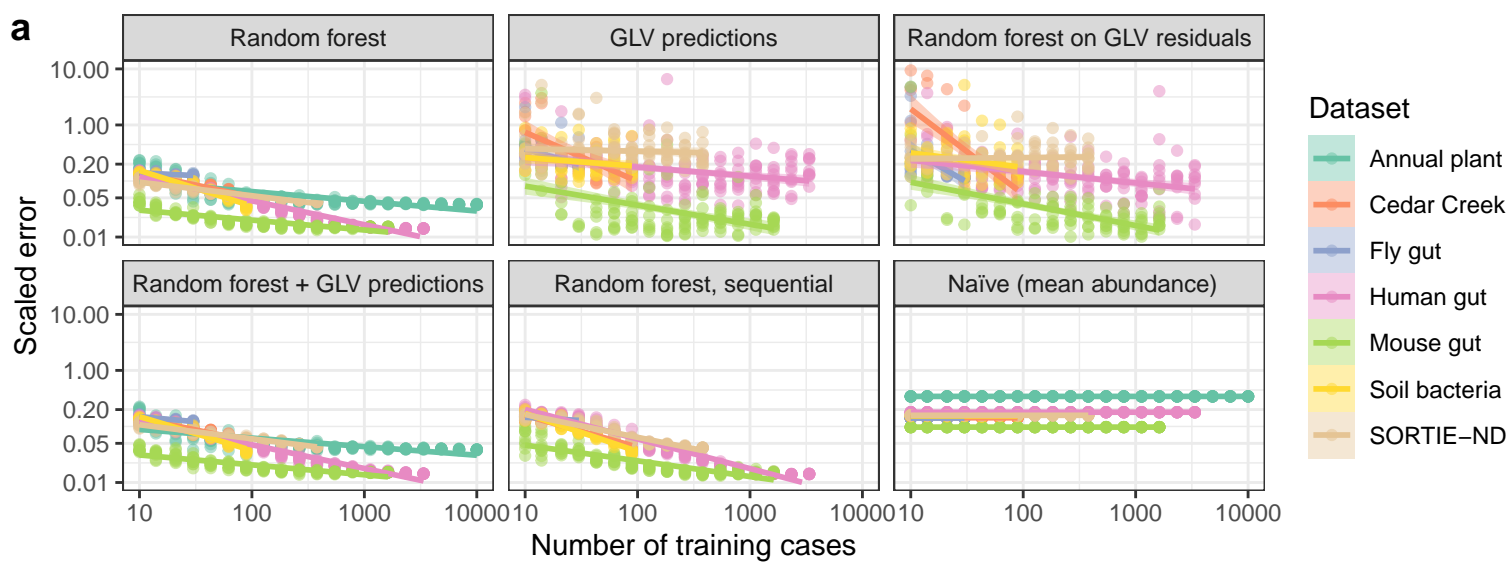 a
Random forest
GLV predictions
Random forest on GLV residuals
10.00
1.00
0.20
0.05
0.01
Random forest + GLV predictions
Random forest, sequential
Naïve (mean abundance)
10.00
1.00
0.20
0.05
0.01
10 100 1000 10000
10 100 1000 10000
10 100 1000 10000
Scaled error
Number of training cases
Dataset
Annual plant
Cedar Creek
Fly gut
Human gut
Mouse gut
Soil bacteria
SORTIE−ND